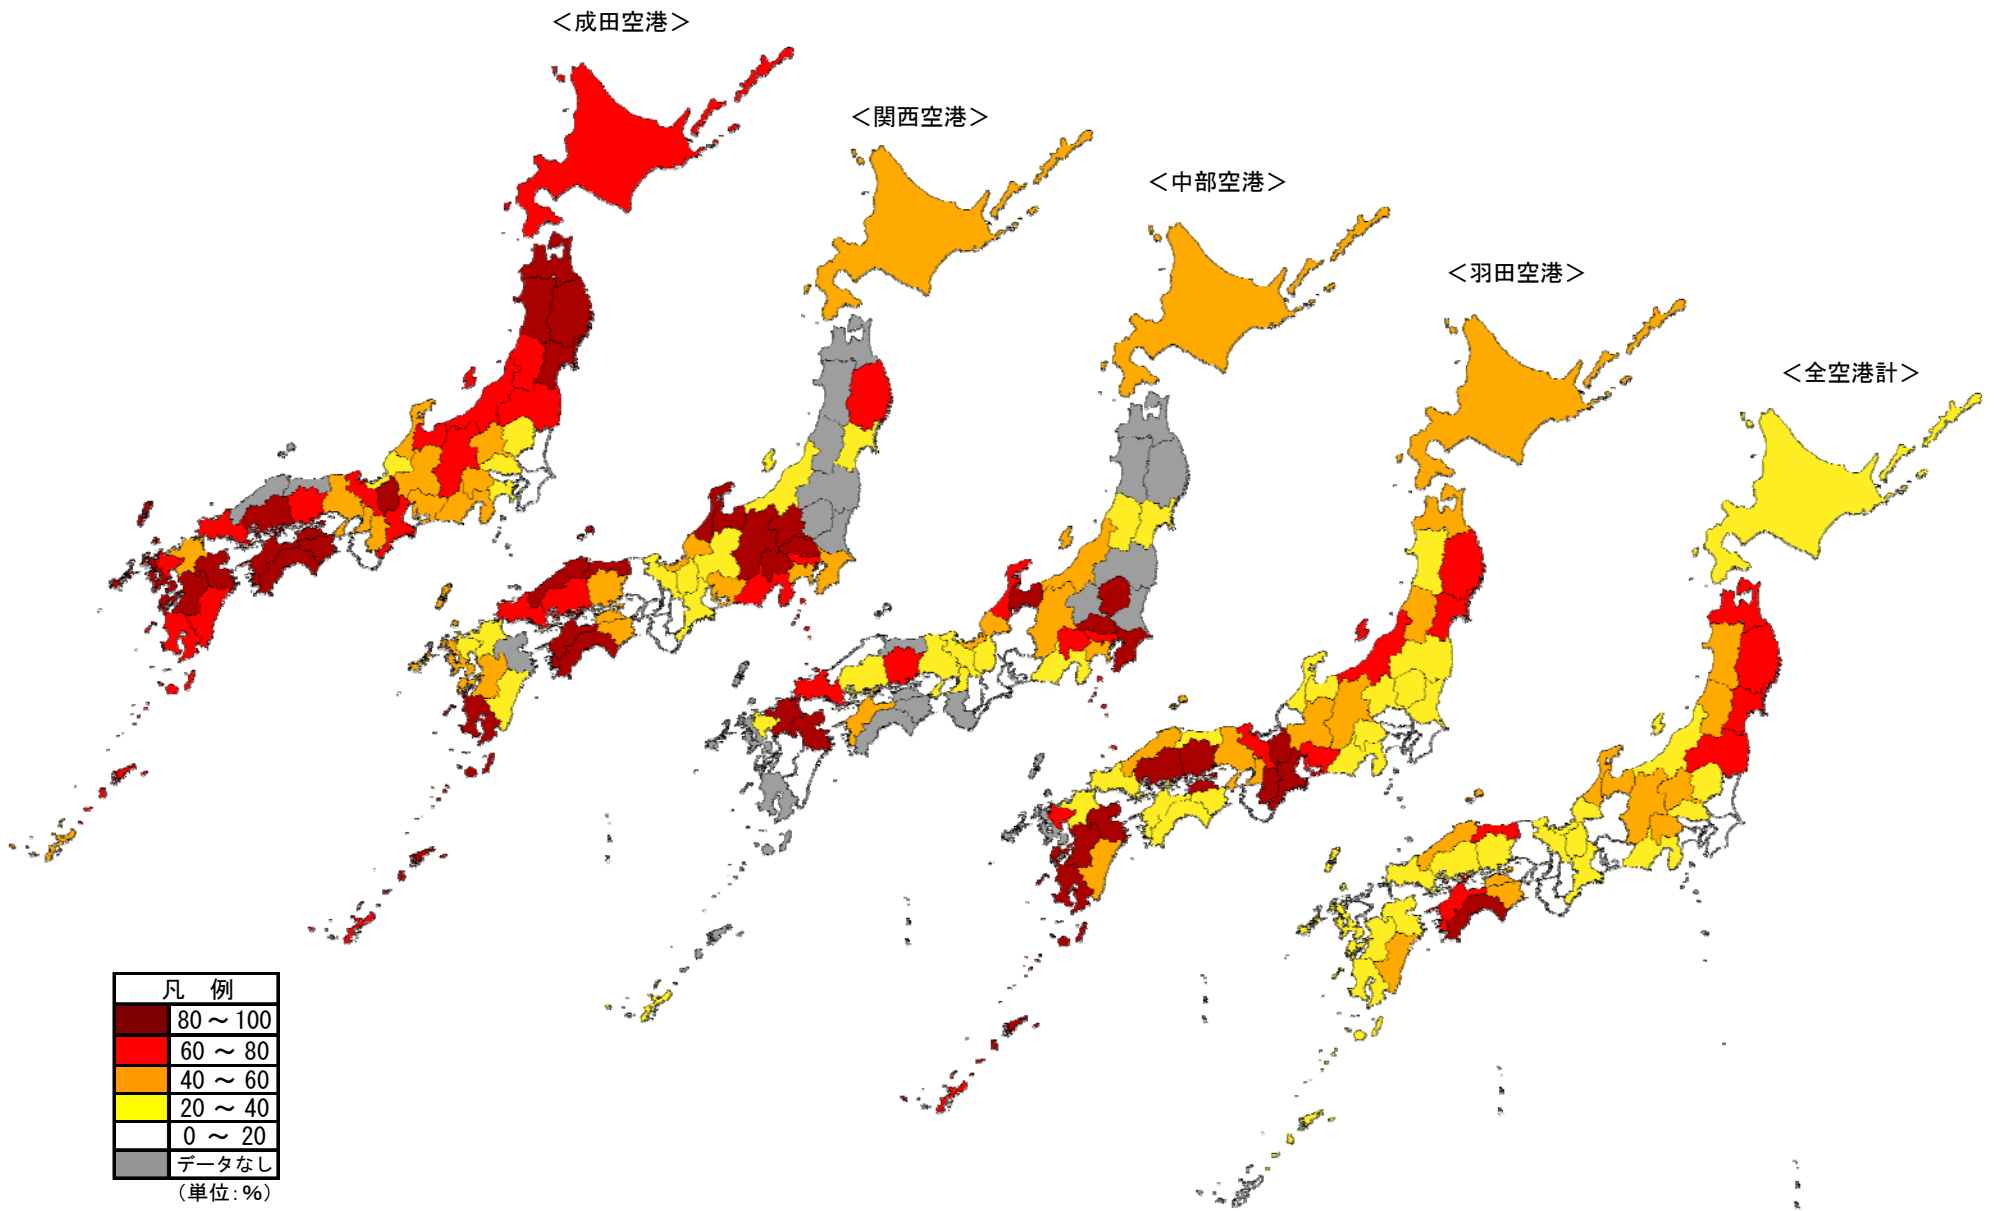 ＜成田空港＞
＜関西空港＞
＜中部空港＞
＜羽田空港＞
＜全空港計＞
凡 例
80 ～ 100
60 ～ 80
40 ～ 60
20 ～ 40
0 ～ 20
データなし
（単位：％）